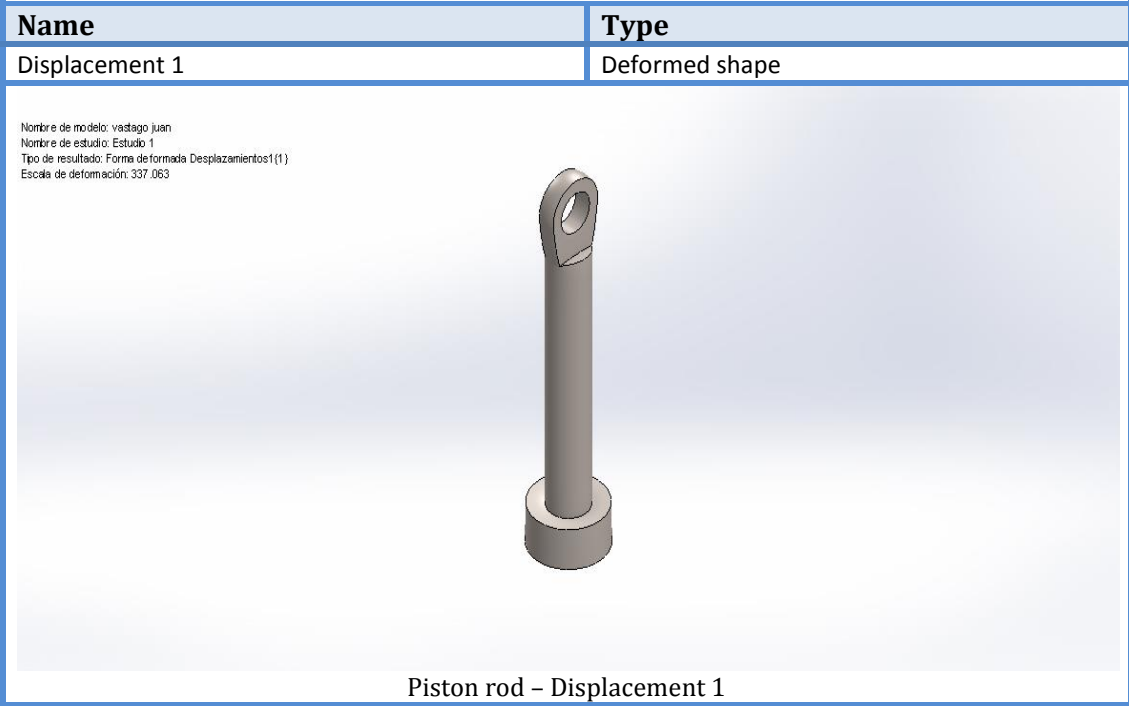 Name Type
Displacement 1 Deformed shape
Nombre de modelo: vastago juan
Nombre de estudio: Estudio 1
Tipo de resultado: Forma deformada Desplazamientos1{1}
Escala de deformación: 337.063
Piston rod – Displacement 1